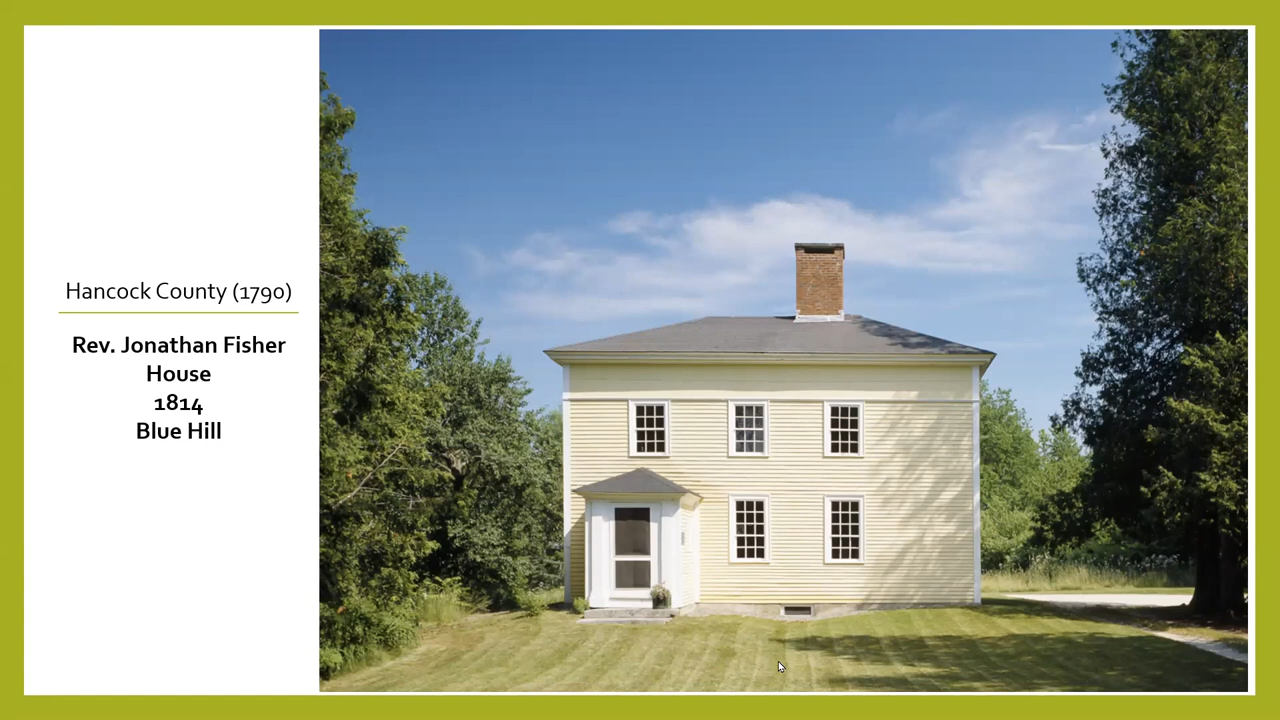 Hancock County (1790)
Rev. Jonathan Fisher
House
1814
Blue Hill